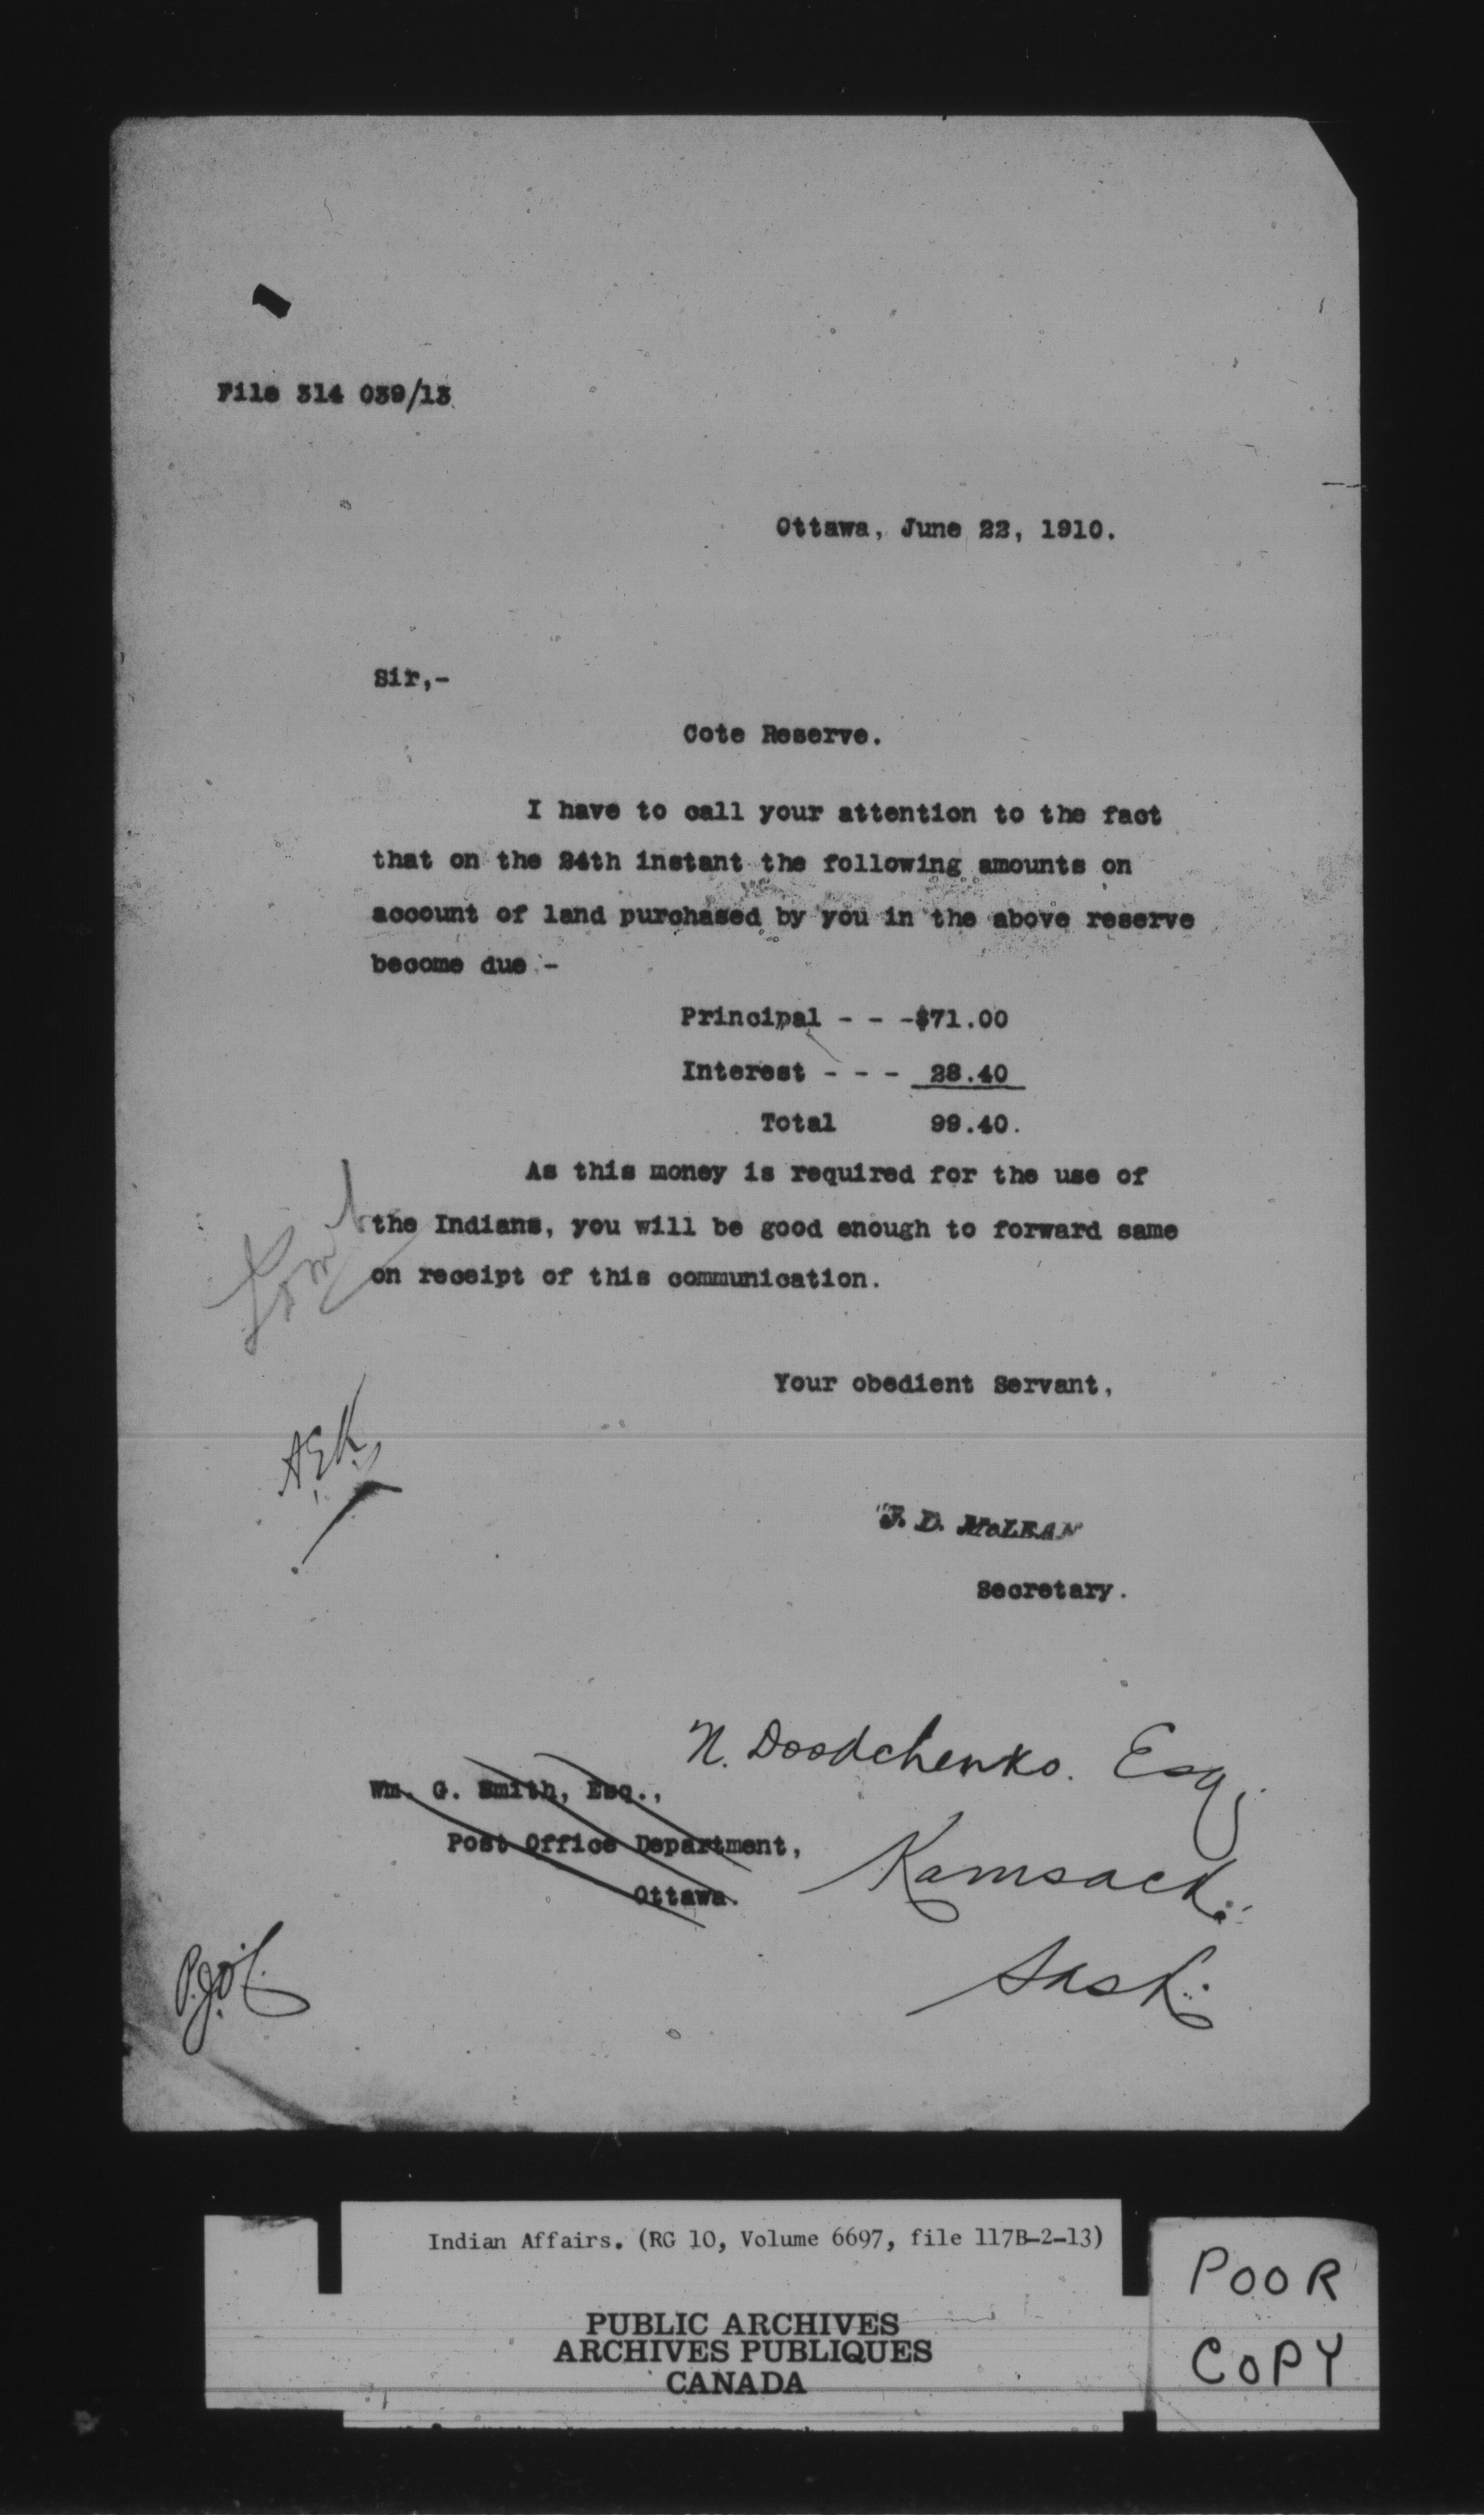 File 314 039/13
Ottawa, June 22, 1910.
Sir,-
Cote Reserve.
I have to call your attention to the fact
that on the 24th instant the following amounts on
account of land purchased by you in the above reserve
become due :-
Principal - - -$71.00
Interest - - - 28.40
Total 99.40.
As this money is required for the use of
the Indians, you will be good enough to forward same
on receipt of this communication.
Your obedient Servant,
A E K
"J. D. McLEAN
Secretary.
N. Doodchenko. Esq,
Wm. G. Smith, Esq.,
Post Office Department,
Ottawa.
Kamsack.
Sask.
Indian Affairs. (RG 10, Volume 6697, file 117B-2-13)
PUBLIC ARCHIVES
ARCHIVES PUBLIQUES
CANADA
POOR
COPY